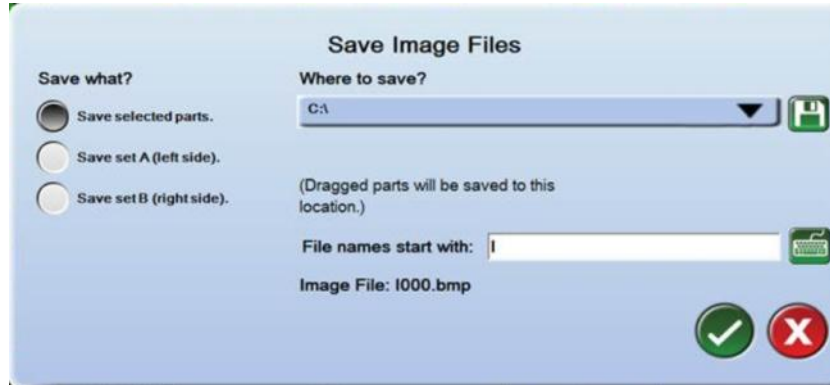 Save Image Files
Save what?
Where to save?
Save selected parts.
C:\
Save set A (left side).
Save set B (right side).
(Dragged parts will be saved to this
location.)
File names start with: I
Image File: I000.bmp